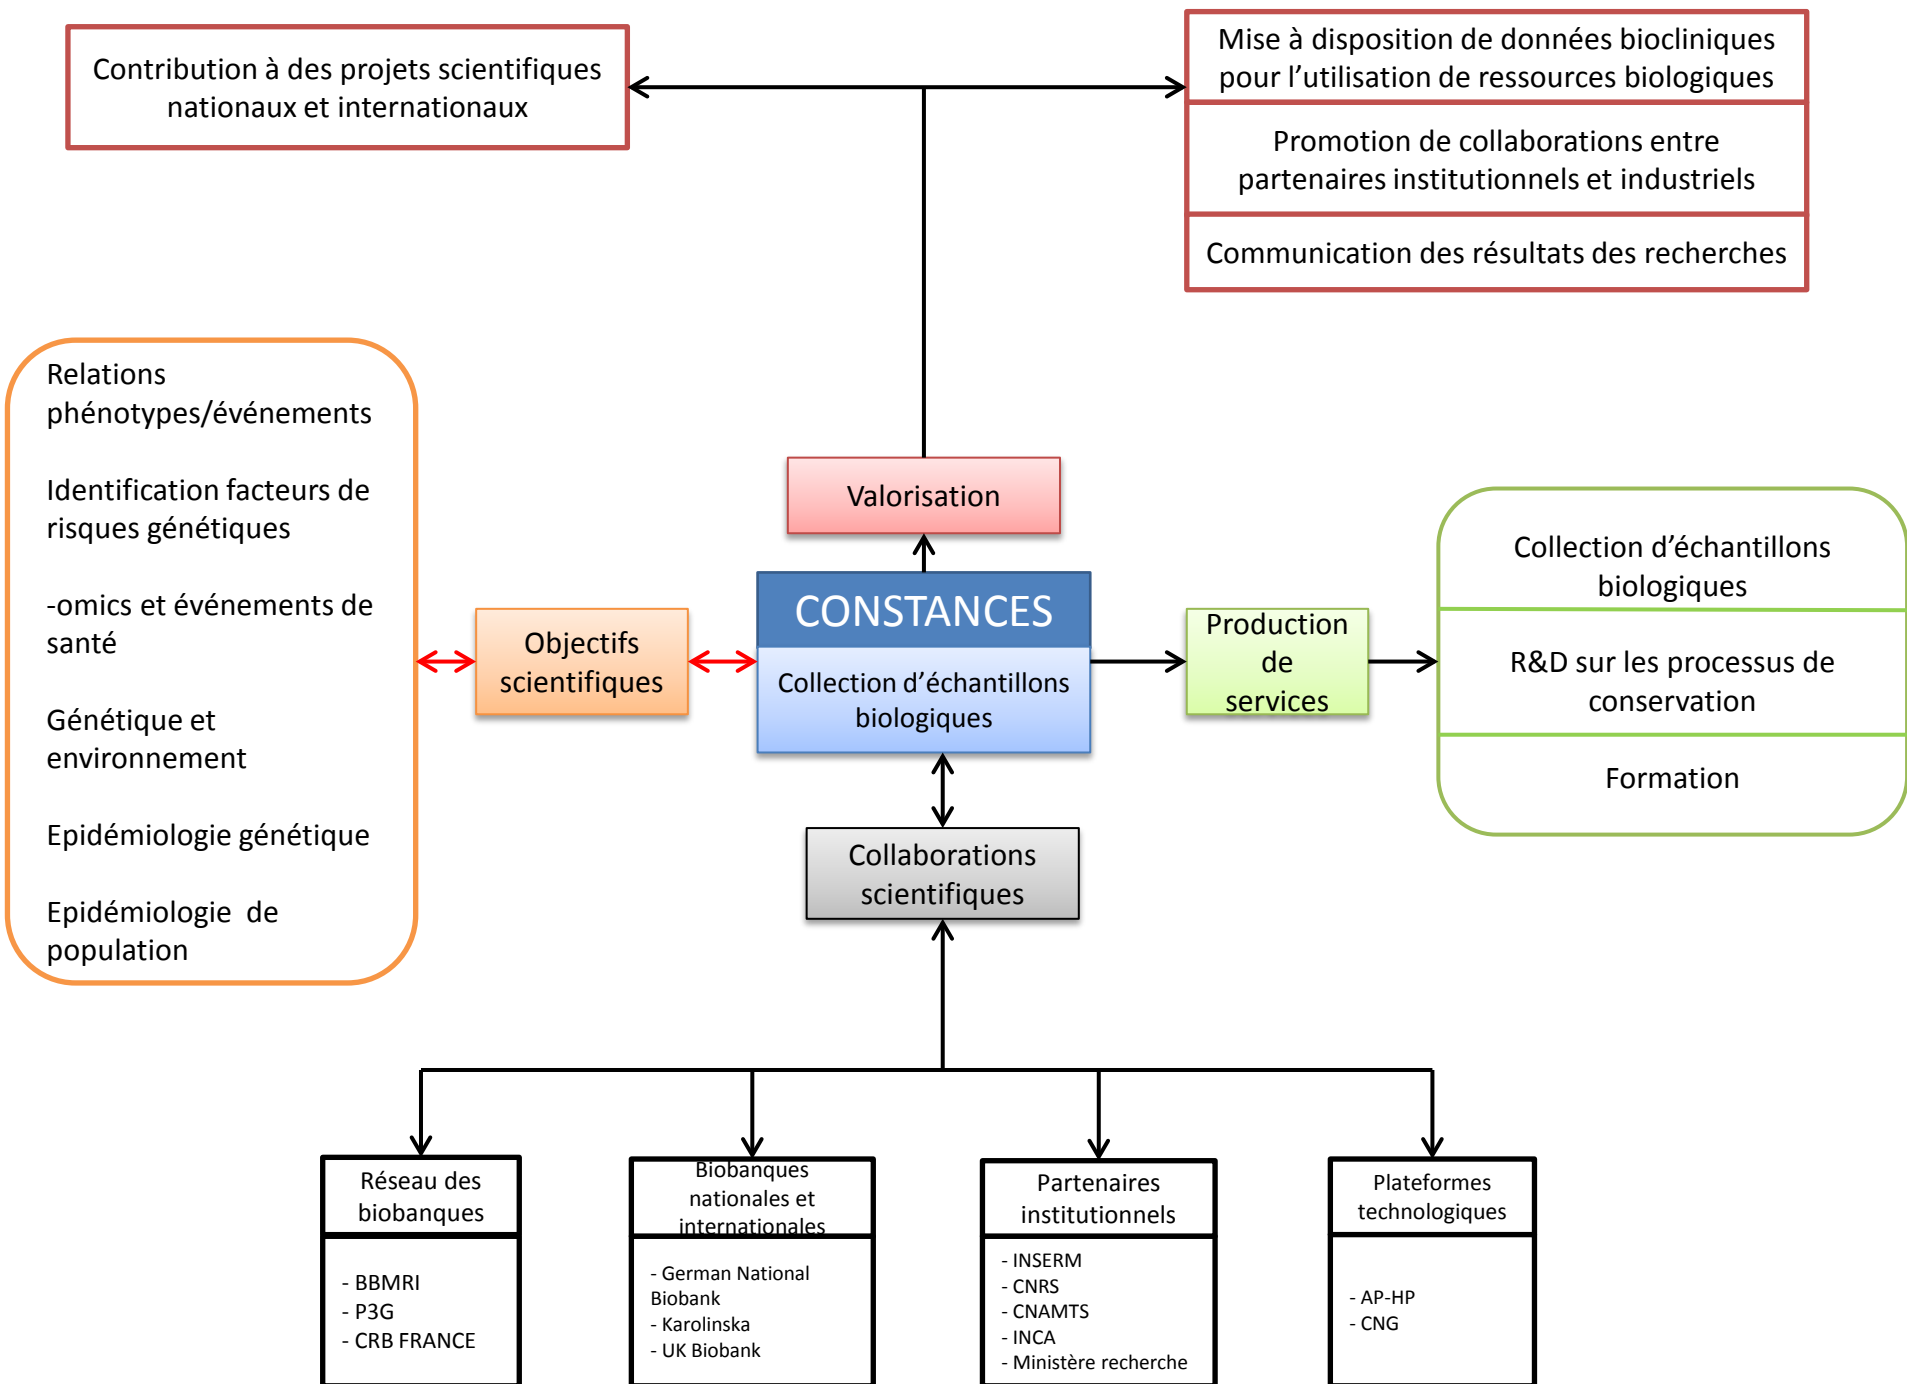 Contribution à des projets scientifiques
nationaux et internationaux
Mise à disposition de données biocliniques
pour l’utilisation de ressources biologiques
Promotion de collaborations entre
partenaires institutionnels et industriels
Communication des résultats des recherches
Relations
phénotypes/événements
Identification facteurs de
risques génétiques
-omics et événements de
santé
Génétique et
environnement
Epidémiologie génétique
Epidémiologie  de
population
Objectifs
scientifiques
Valorisation
CONSTANCES
Collection d’échantillons
biologiques
Production
de
services
Collection d’échantillons
biologiques
R&D sur les processus de
conservation
Formation
Collaborations
scientifiques
Réseau des
biobanques
- BBMRI
- P3G
- CRB FRANCE
Biobanques
nationales et
internationales
- German National
Biobank
- Karolinska
- UK Biobank
Partenaires
institutionnels
- INSERM
- CNRS
- CNAMTS
- INCA
- Ministère recherche
Plateformes
technologiques
- AP-HP
- CNG